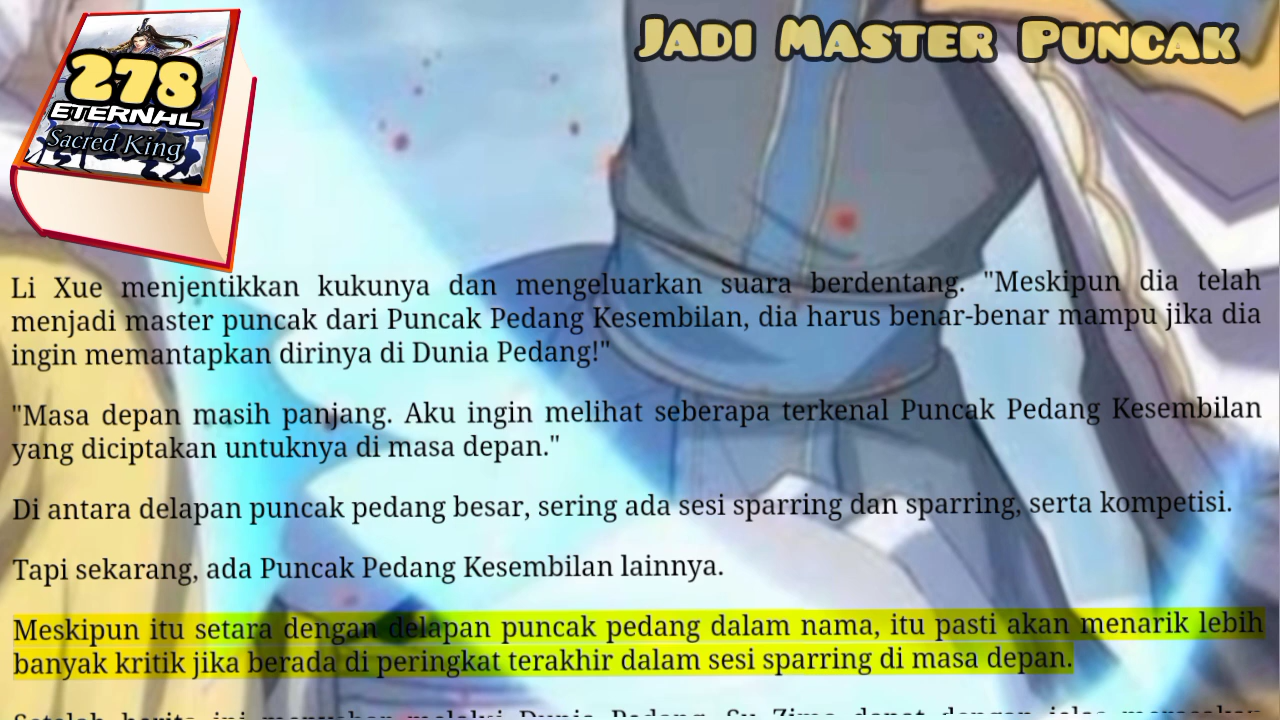 JADI MASTER PUNCAK
278
ETERNAL
Sacred King
Li Xue menjentikkan kukunya dan mengeluarkan suara berdentang. "Meskipun dia telah
menjadi master puncak dari Puncak Pedang Kesembilan, dia harus benar-benar mampu jika dia
ingin memantapkan dirinya di Dunia Pedang!"
"Masa depan masih panjang. Aku ingin melihat seberapa terkenal Puncak Pedang Kesembilan
yang diciptakan untuknya di masa depan."
Di antara delapan puncak pedang besar, sering ada sesi sparring dan sparring, serta kompetisi.
Tapi sekarang, ada Puncak Pedang Kesembilan lainnya.
Meskipun itu setara dengan delapan puncak pedang dalam nama, itu pasti akan menarik lebih
banyak kritik jika berada di peringkat terakhir dalam sesi sparring di masa depan.